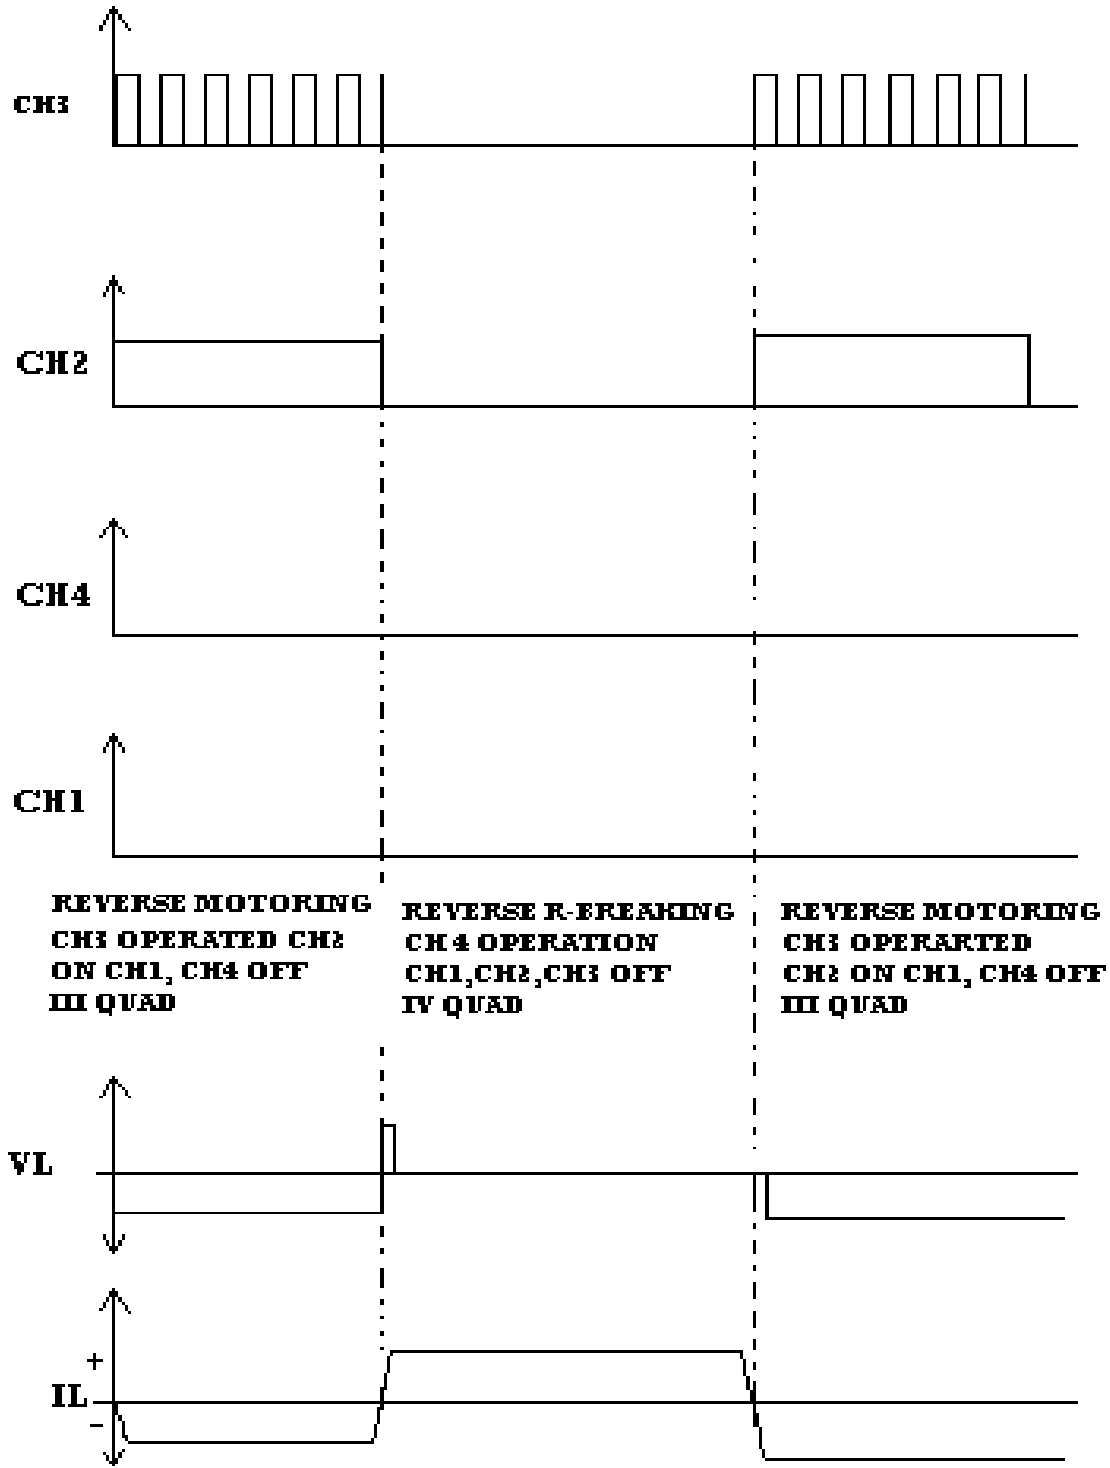 CH3
CH2
CH4
CH1
REVERSE MOTORING
CH3 OPERATED CH2
ON CH1, CH4 OFF
III QUAD
REVERSE R-BREAKING
CH 4 OPERATION
CH1,CH2,CH3 OFF
IV QUAD
REVERSE MOTORING
CH3 OPERARTED
CH2 ON CH1, CH4 OFF
III QUAD
VL
+
IL
-